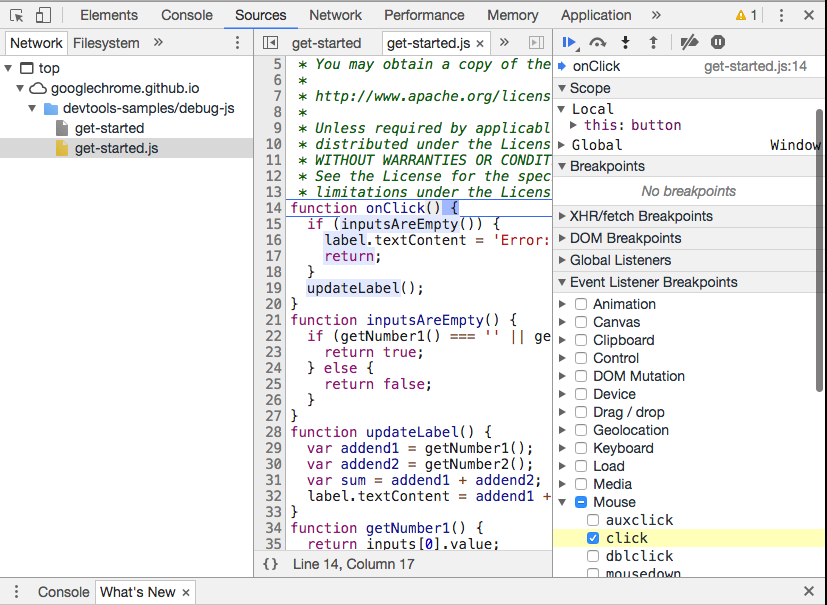 Elements Console Sources Network Performance Memory Application » 1
Network Filesystem »
top
googlechrome.github.io
devtools-samples/debug-js
get-started
get-started.js
get-started get-started.js × »
5 * You may obtain a copy of the
6 *
7 * http://www.apache.org/licens
8 *
9 * Unless required by applicabl
10 * distributed under the Licens
11 * WITHOUT WARRANTIES OR CONDIT
12 * See the License for the spec
13 * limitations under the Licens
14 function onClick() {
15 if (inputsAreEmpty()) {
16 label.textContent = 'Error:
17 return;
18 }
19 updateLabel();
20 }
21 function inputsAreEmpty() {
22 if (getNumber1() === '' || ge
23 return true;
24 } else {
25 return false;
26 }
27 }
28 function updateLabel() {
29 var addend1 = getNumber1();
30 var addend2 = getNumber2();
31 var sum = addend1 + addend2;
32 label.textContent = addend1 +
33 }
34 function getNumber1() {
35 return inputs[0].value;
{} Line 14, Column 17
onClick get-started.js:14
Scope
Local
this: button
Global Window
Breakpoints
No breakpoints
XHR/fetch Breakpoints
DOM Breakpoints
Global Listeners
Event Listener Breakpoints
Animation
Canvas
Clipboard
Control
DOM Mutation
Device
Drag / drop
Geolocation
Keyboard
Load
Media
Mouse
auxclick
click
dblclick
mousedown
Console What's New ×